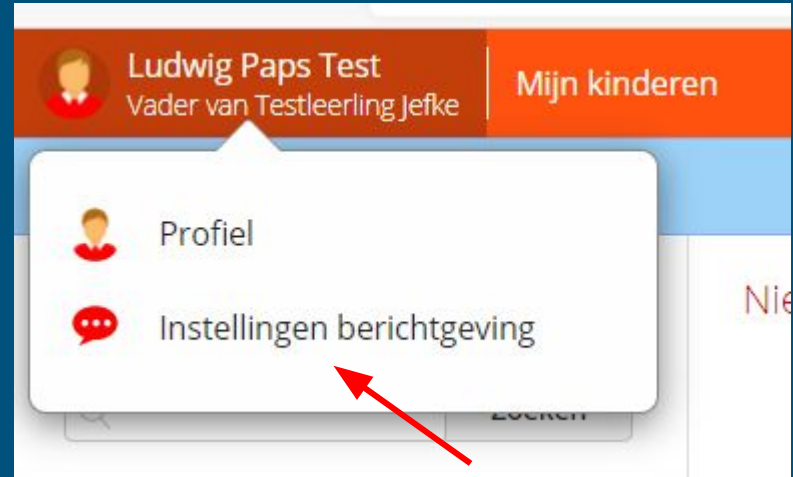 Ludwig Paps Test
Vader van Testleerling Jefke
Mijn kinderen
Profiel
Instellingen berichtgeving
Zoeken